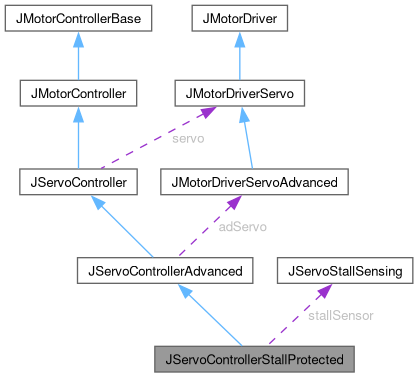 JMotorControllerBase
JMotorDriver
JMotorController
JMotorDriverServo
servo
JServoController
JMotorDriverServoAdvanced
adServo
JServoControllerAdvanced
JServoStallSensing
stallSensor
JServoControllerStallProtected